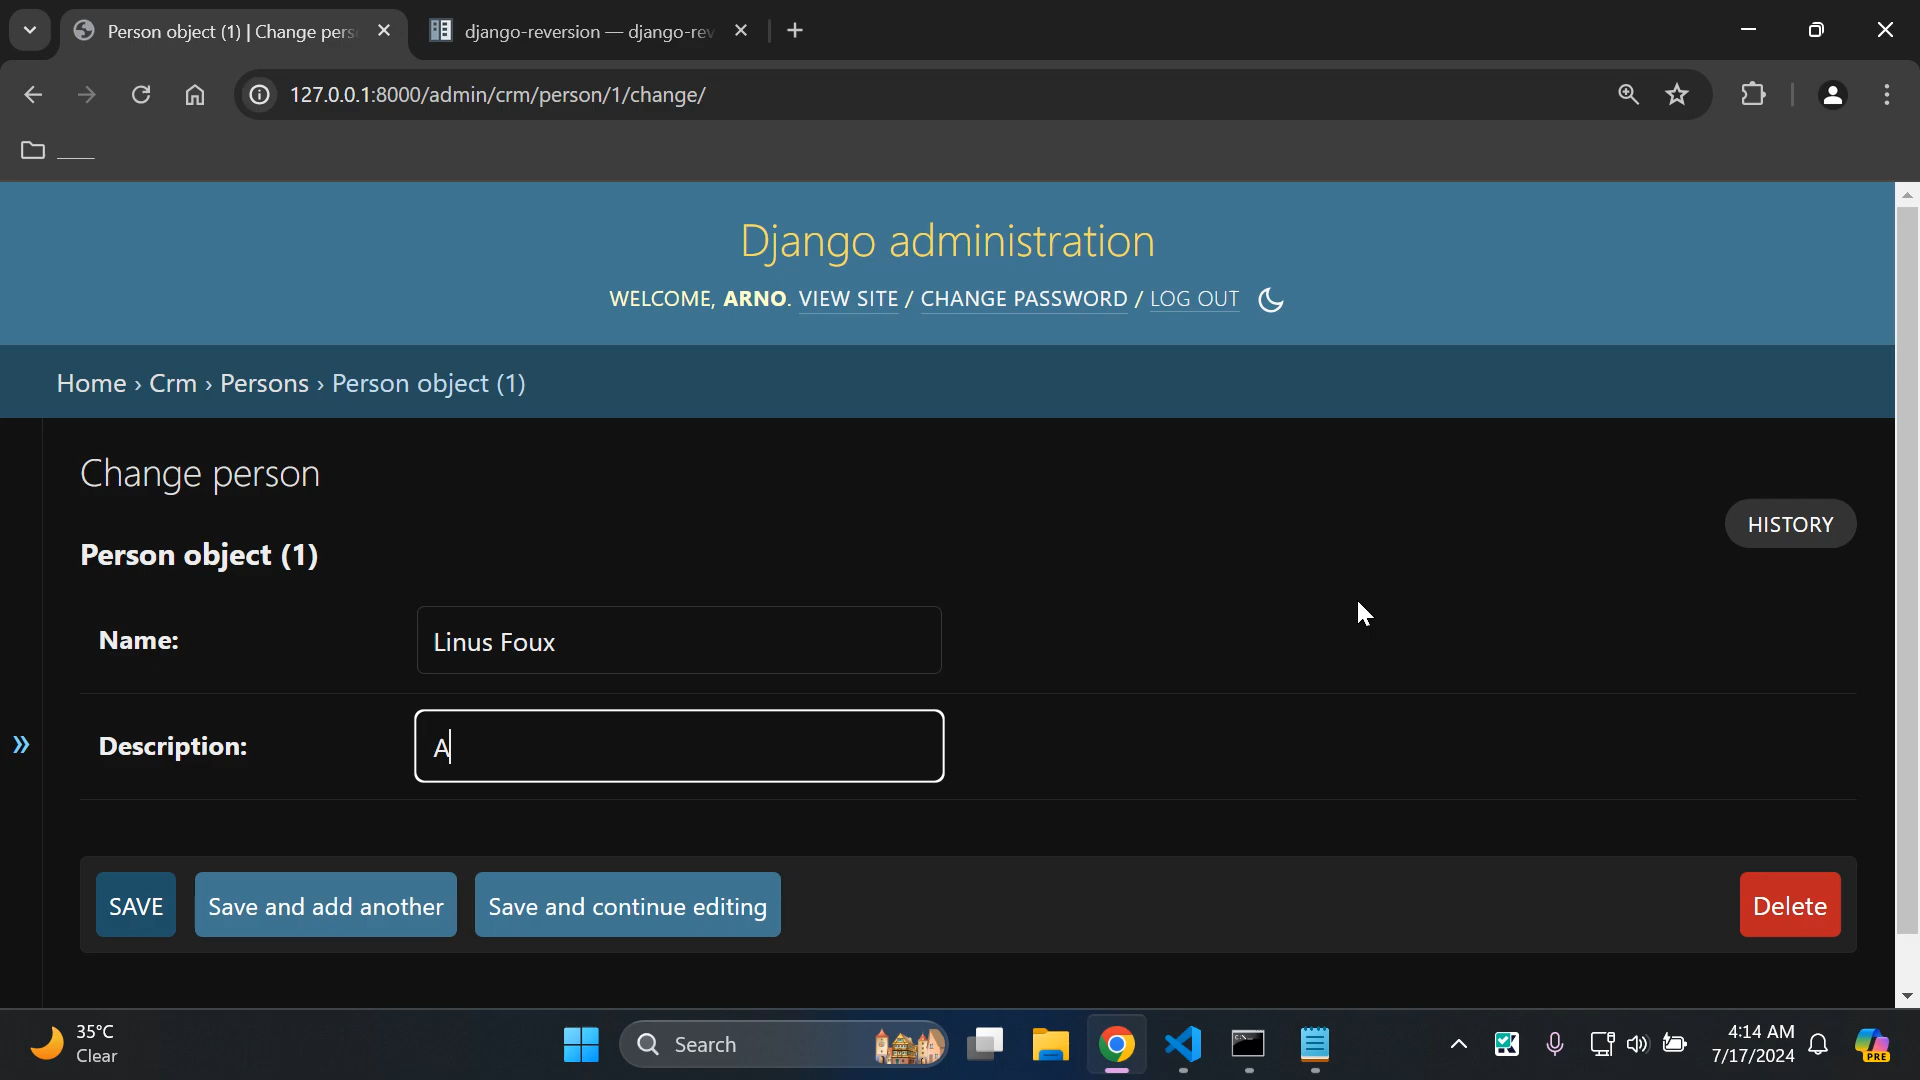 Person object (1) | Change pers
django-reversion — django-rev
127.0.0.1:8000/admin/crm/person/1/change/
Django administration
WELCOME, ARNO. VIEW SITE / CHANGE PASSWORD / LOG OUT
Home › Crm › Persons › Person object (1)
Change person
HISTORY
Person object (1)
Name: Linus Foux
Description: A
SAVE Save and add another Save and continue editing Delete
35°C
Clear
Search
4:14 AM
7/17/2024
PRE